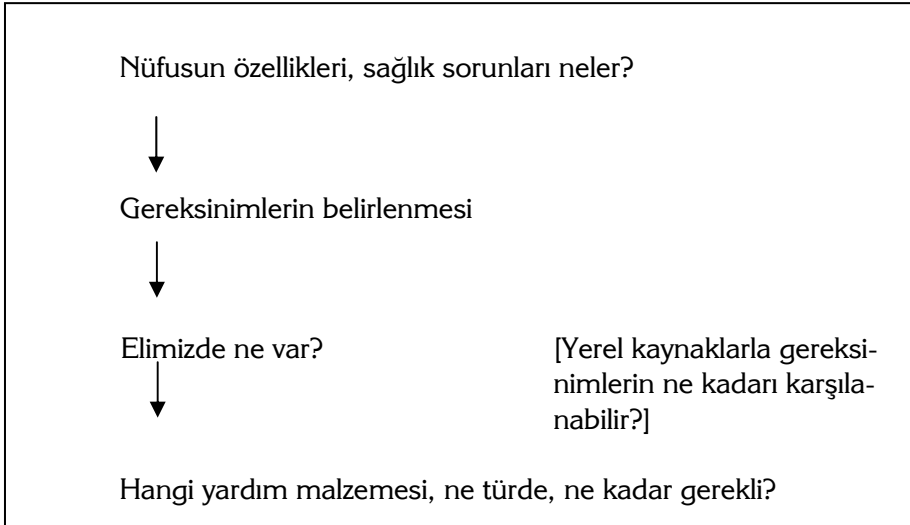 Nüfusun özellikleri, sağlık sorunları neler?
Gereksinimlerin belirlenmesi
Elimizde ne var?
[Yerel kaynaklarla gereksi-
nimlerin ne kadarı karşıla-
nabilir?]
Hangi yardım malzemesi, ne türde, ne kadar gerekli?